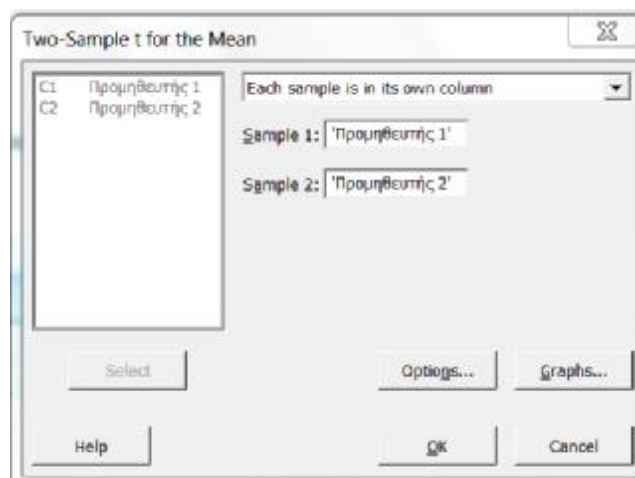 Two-Sample t for the Mean
C1 Προμηθευτής 1
C2 Προμηθευτής 2
Each sample is in its own column
Sample 1: 'Προμηθευτής 1'
Sample 2: 'Προμηθευτής 2'
Select
Options...
Graphs...
Help
OK
Cancel